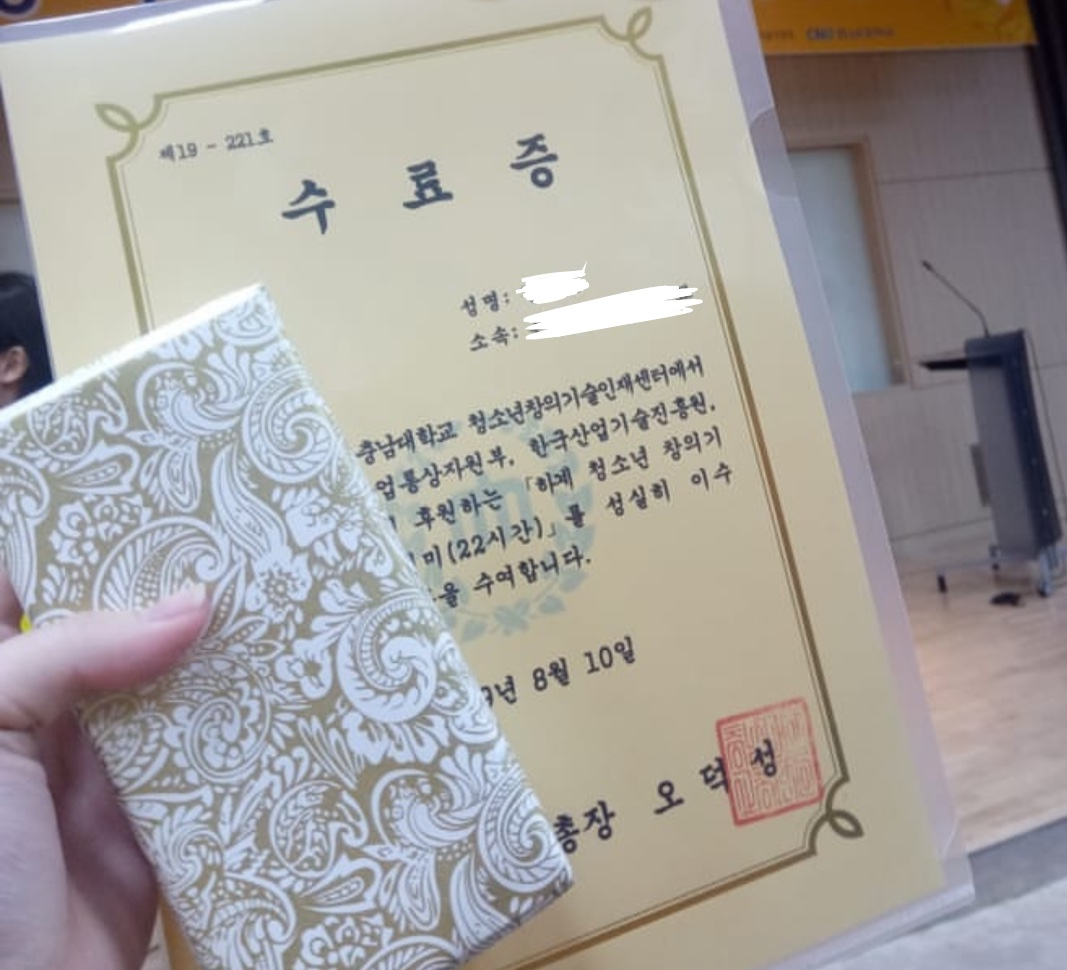 제19 - 221호
수 료 증
성명:
소속:
충남대학교 청소년창의기술인재센터에서
업통상자원부, 한국산업기술진흥원,
후원하는 「하계 청소년 창의기
미(22시간)」를 성실히 이수
을 수여합니다.
9년 8월 10일
총장 오덕성